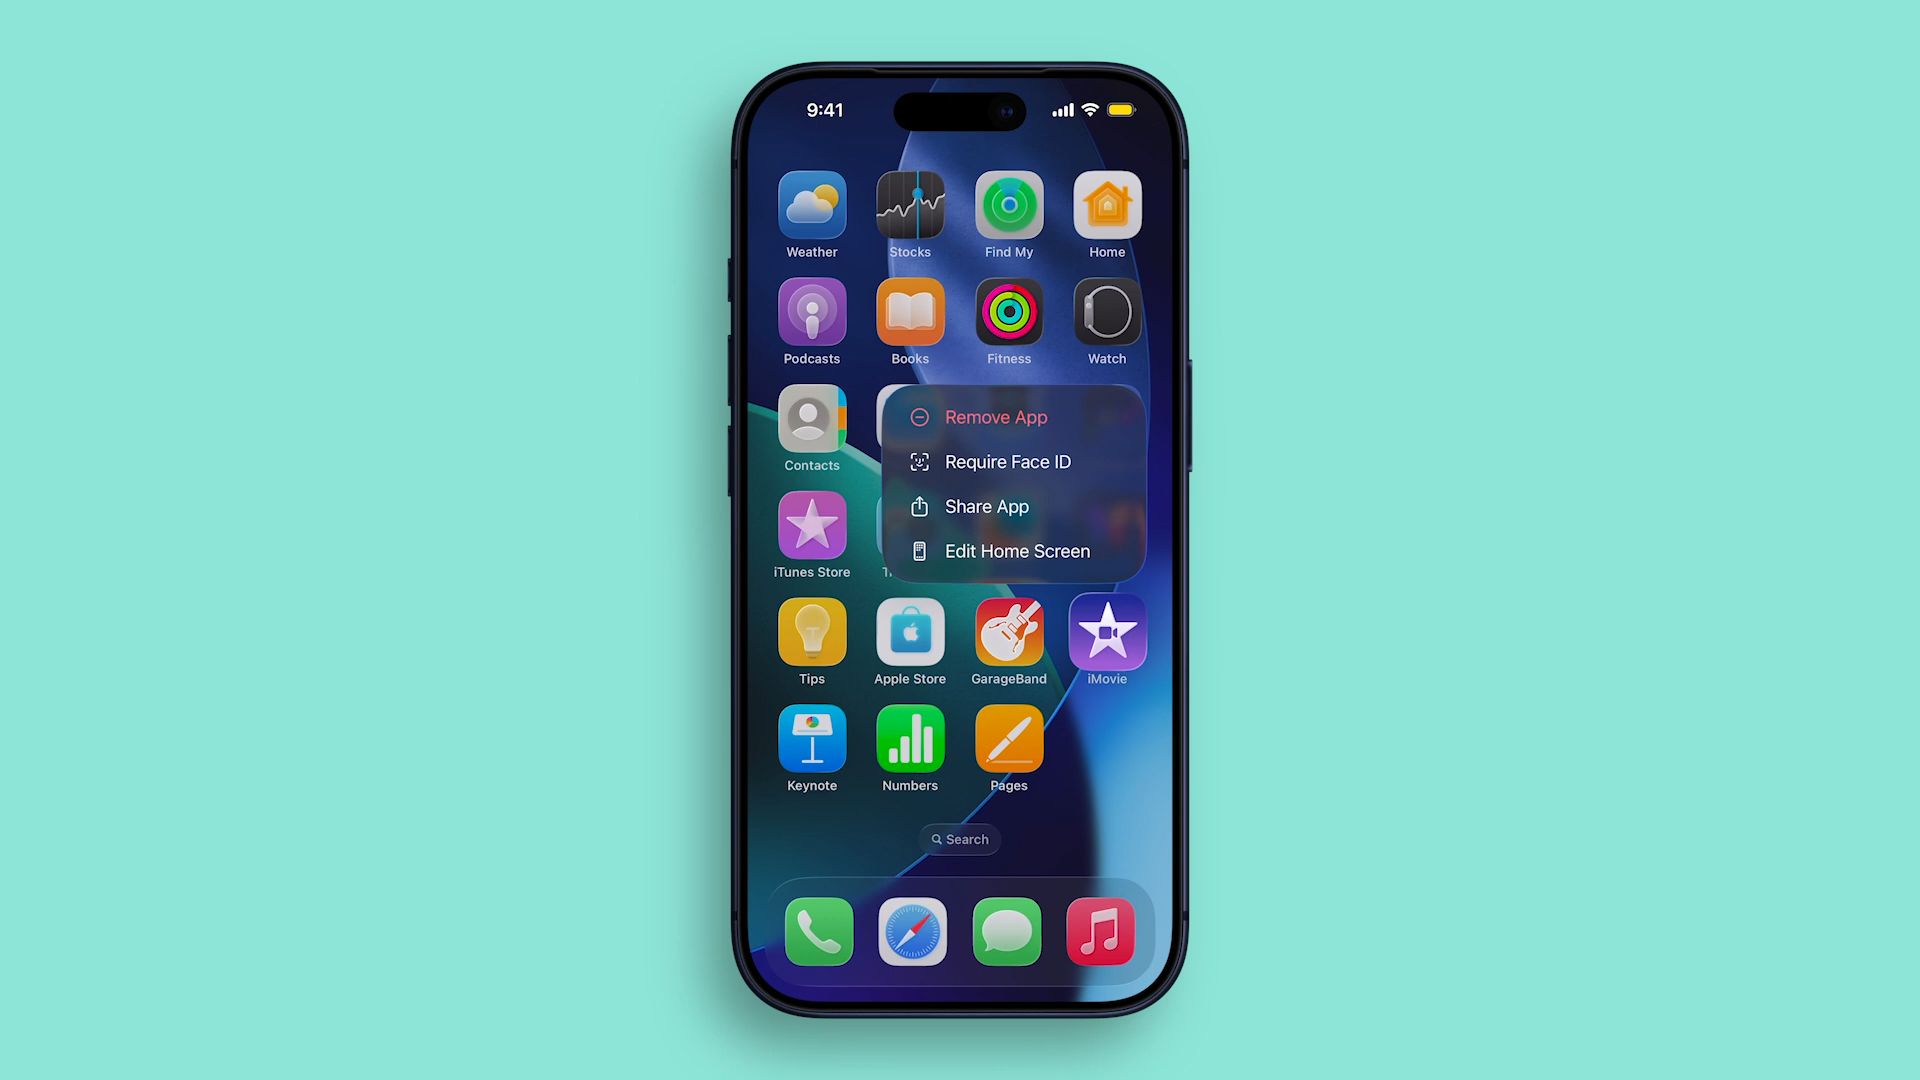 9:41
Weather Stocks Find My Home
Podcasts Books Fitness Watch
Remove App
Require Face ID
Contacts
Share App
Edit Home Screen
iTunes Store
Tips Apple Store GarageBand iMovie
Keynote Numbers Pages
Search